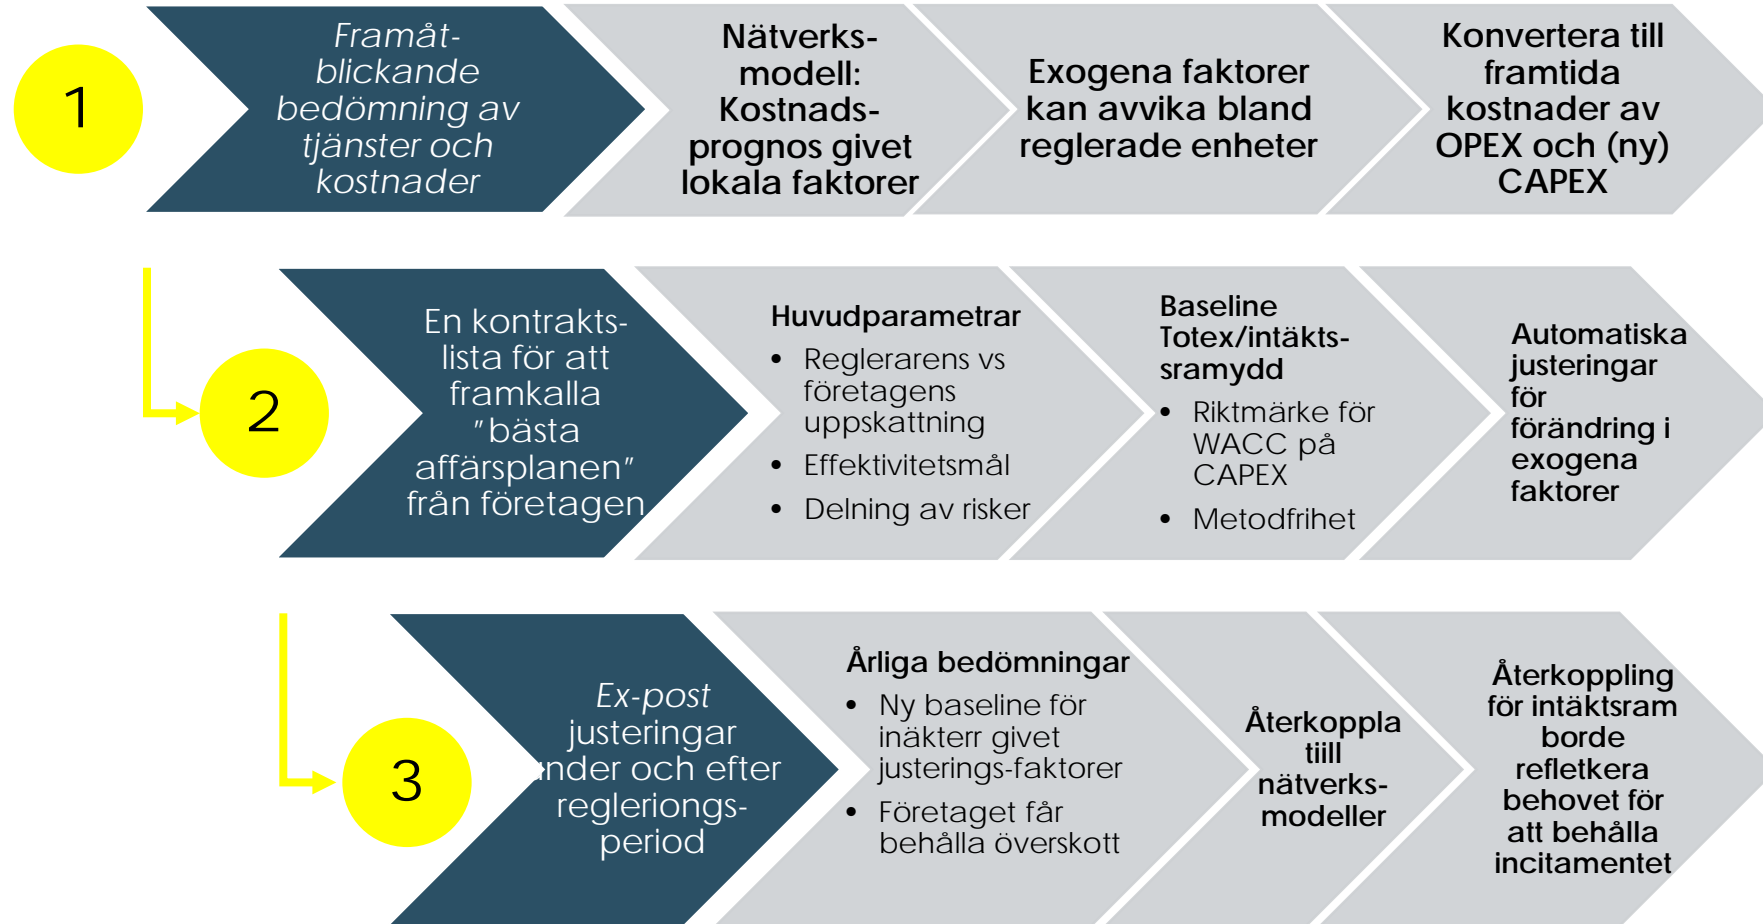 1
Framåt-
blickande
bedömning av
tjänster och
kostnader
Nätverks-
modell:
Kostnads-
prognos givet
lokala faktorer
Exogena faktorer
kan avvika bland
reglerade enheter
Konvertera till
framtida
kostnader av
OPEX och (ny)
CAPEX
2
En kontrakts-
lista för att
framkalla
"bästa
affärsplanen"
från företagen
Huvudparametrar
• Reglerarens vs
företagens
uppskattning
• Effektivitetsmål
• Delning av risker
Baseline
Totex/intäkts-
sramydd
• Riktmärke för
WACC på
CAPEX
• Metodfrihet
Automatiska
justeringar
för
förändring i
exogena
faktorer
3
Ex-post
justeringar
under och efter
regleriongs-
period
Årliga bedömningar
• Ny baseline för
inäkterr givet
justerings-faktorer
• Företaget får
behålla överskott
Återkoppla
tiill
nätverks-
modeller
Återkoppling
för intäktsram
borde
refletkera
behovet för
att behålla
incitamentet